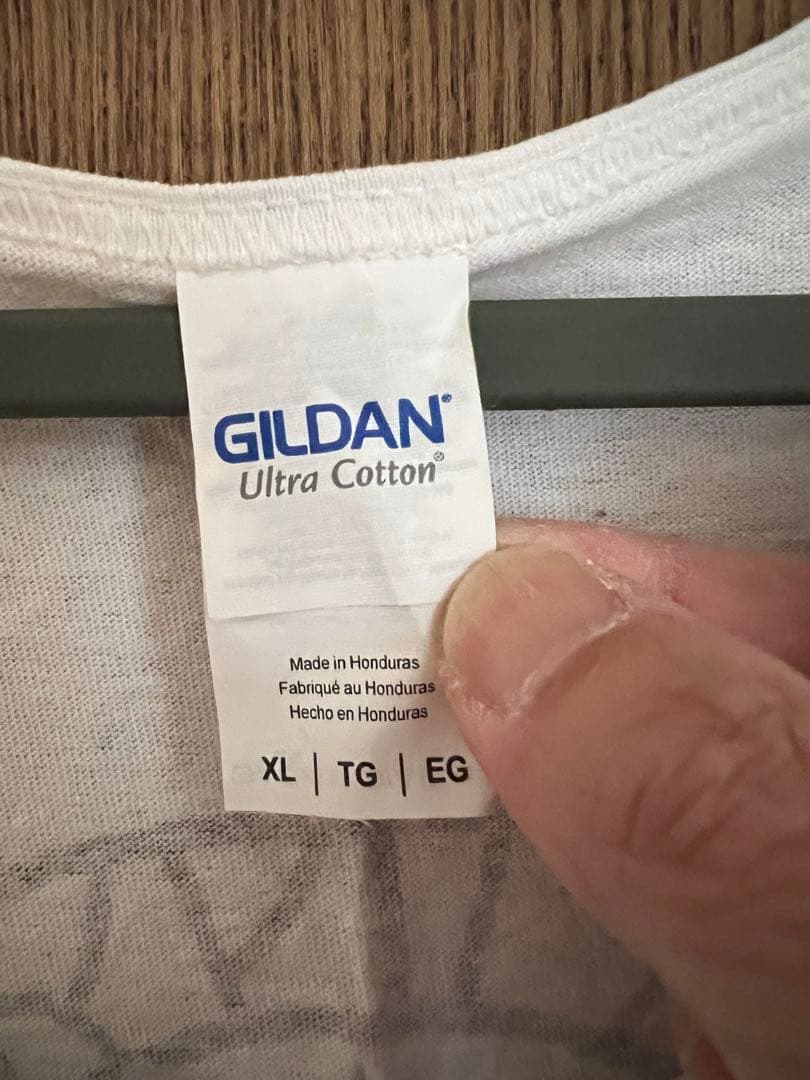 GILDAN®
Ultra Cotton®
Made in Honduras
Fabriqué au Honduras
Hecho en Honduras
XL | TG | EG